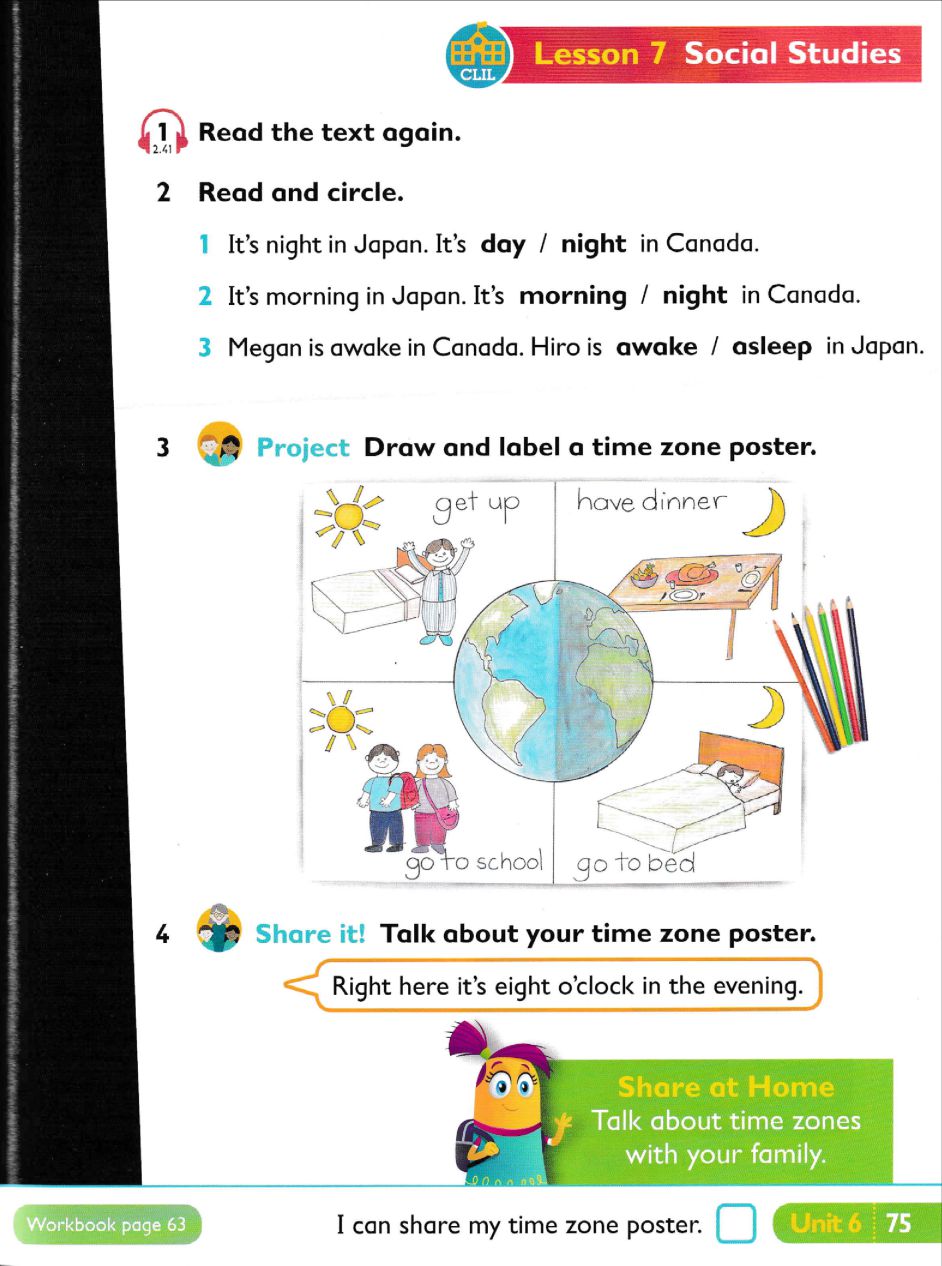 CLIL
Lesson 7 Social Studies
1 Read the text again.
2.41
2 Read and circle.
1 It's night in Japan. It's day / night in Canada.
2 It's morning in Japan. It's morning / night in Canada.
3 Megan is awake in Canada. Hiro is awake / asleep in Japan.
3 Project Draw and label a time zone poster.
get up
have dinner
go to school
go to bed
4 Share it! Talk about your time zone poster.
Right here it's eight o'clock in the evening.
Share at Home
Talk about time zones
with your family.
Workbook page 63
I can share my time zone poster.
Unit 6 75